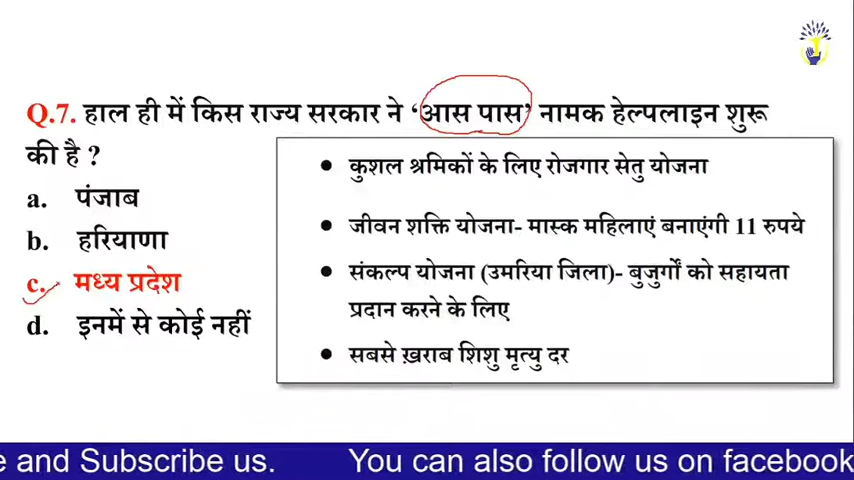 Q.7. हाल ही में किस राज्य सरकार ने ‘आस पास’ नामक हेल्पलाइन शुरू
की है ?
a. पंजाब
b. हरियाणा
c. मध्य प्रदेश
d. इनमें से कोई नहीं
• कुशल श्रमिकों के लिए रोजगार सेतु योजना
• जीवन शक्ति योजना- मास्क महिलाएं बनाएंगी 11 रुपये
• संकल्प योजना (उमरिया जिला)- बुजुर्गों को सहायता
प्रदान करने के लिए
• सबसे ख़राब शिशु मृत्यु दर
e and Subscribe us. You can also follow us on facebook